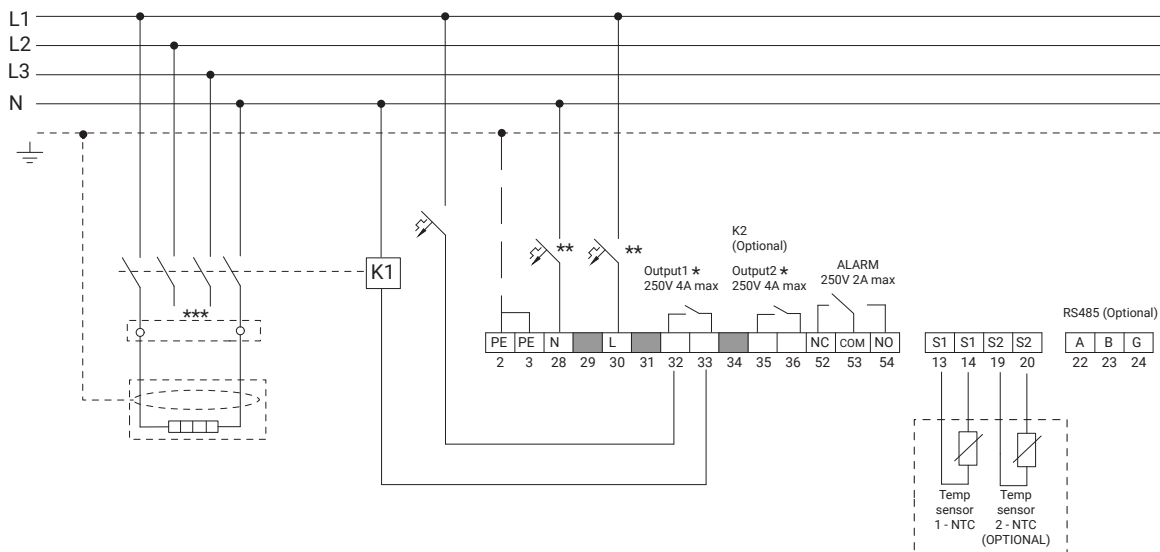 L1
L2
L3
N
K1
***
**
**
Output1 *
250V 4A max
K2
(Optional)
Output2 *
250V 4A max
ALARM
250V 2A max
RS485 (Optional)
PE PE N L NC COM NO
2 3 28 29 30 31 32 33 34 35 36 52 53 54
S1 S1 S2 S2
13 14 19 20
A B G
22 23 24
Temp
sensor
1 - NTC
Temp
sensor
2 - NTC
(OPTIONAL)